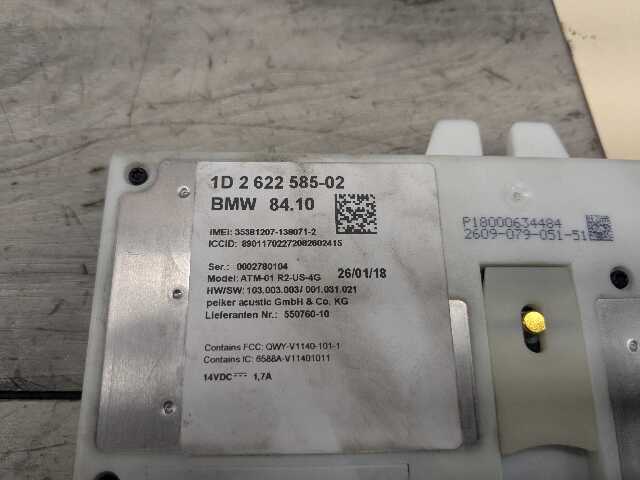 1D 2 622 585-02
BMW 84.10
IMEI: 35381207-138071-2
ICCID: 89011702272082602415
Ser.: 0002780104 26/01/18
Model: ATM-01 R2-US-4G
HW/SW: 103.003.003/ 001.031.021
peiker acustic GmbH & Co. KG
Lieferanten Nr.: 550760-10
Contains FCC: QWY-V1140-101-1
Contains IC: 6588A-V11401011
14VDC 1,7A
P18000634484
2609-079-051-51